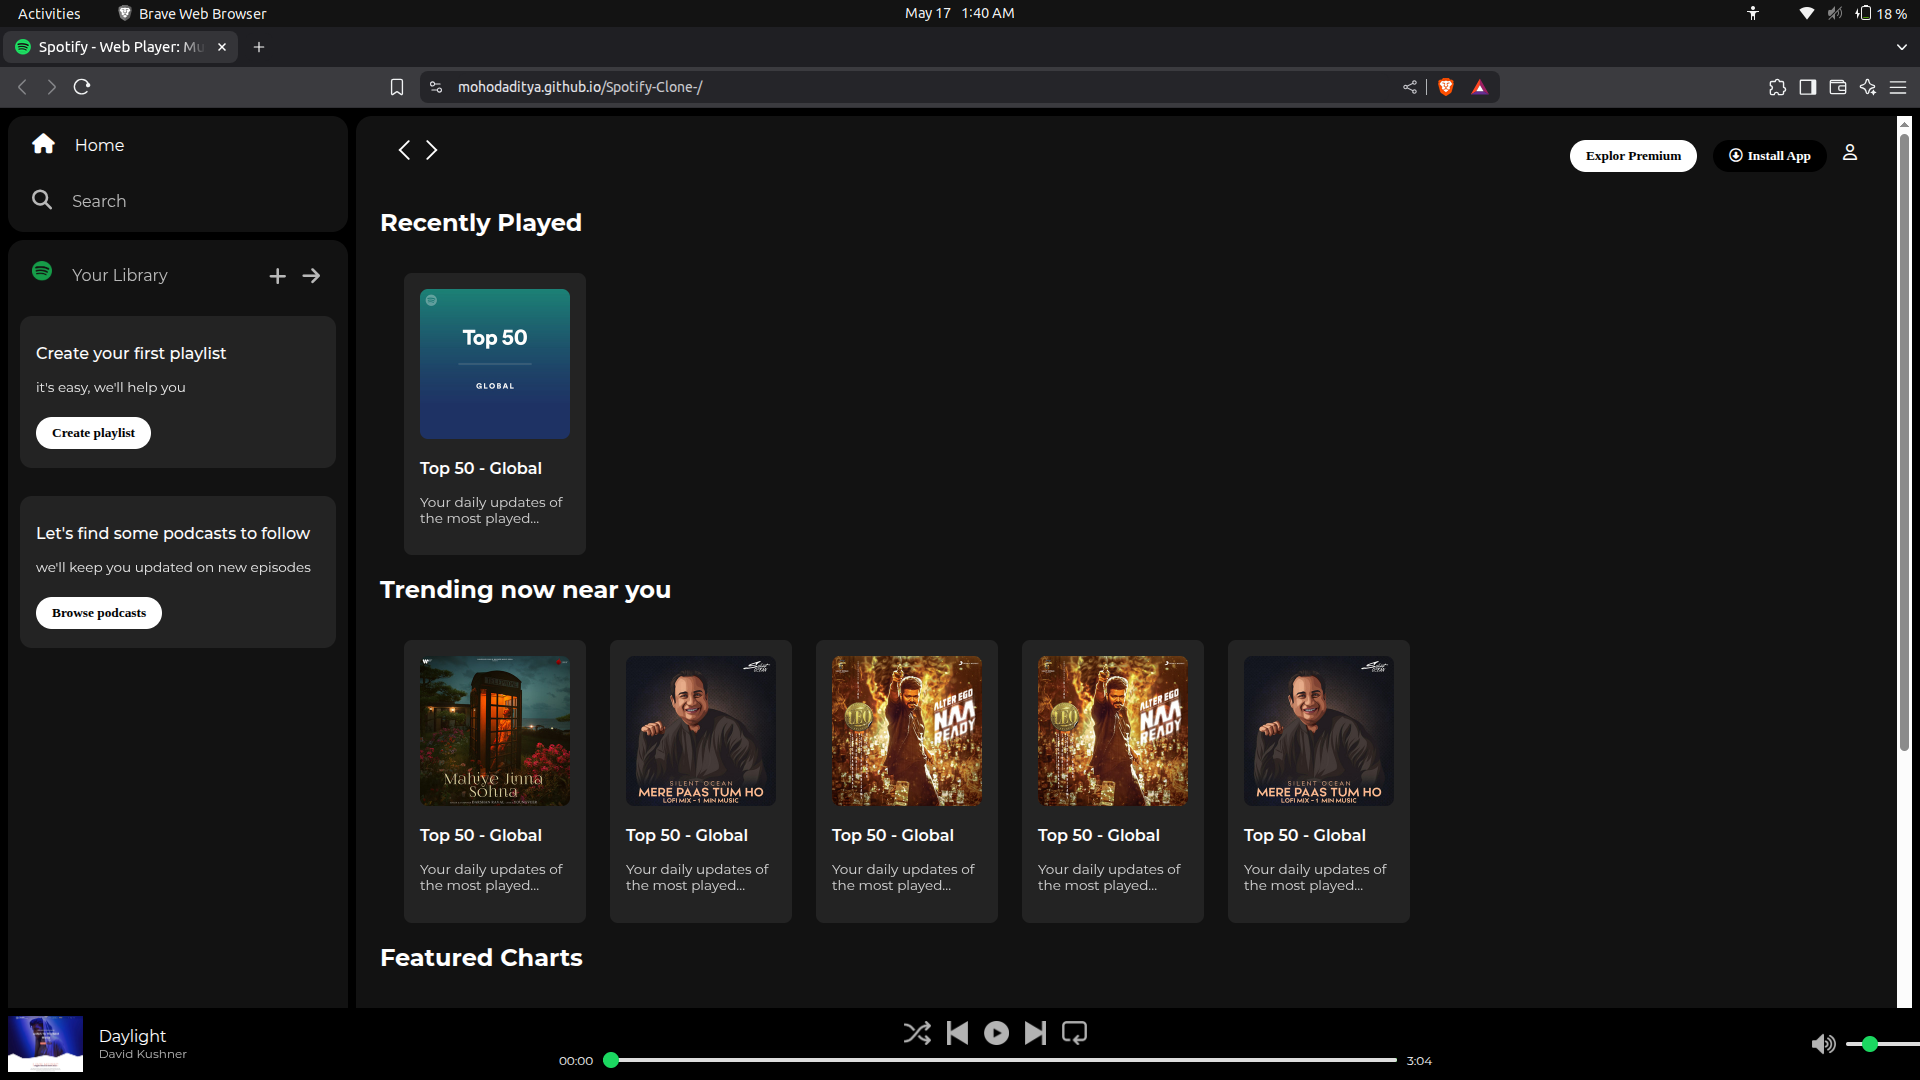 Activities
Brave Web Browser
May 17 1:40 AM
18 %
Spotify - Web Player: Mu
mohodaditya.github.io/Spotify-Clone-/
Home
Search
Your Library
Create your first playlist
it's easy, we'll help you
Create playlist
Let's find some podcasts to follow
we'll keep you updated on new episodes
Browse podcasts
Explor Premium
Install App
Recently Played
Top 50
GLOBAL
Top 50 - Global
Your daily updates of
the most played...
Trending now near you
Mahiye Jinna
Sohna
Top 50 - Global
Your daily updates of
the most played...
SILENT OCEAN
MERE PAAS TUM HO
LOFI MIX - 1 MIN MUSIC
Top 50 - Global
Your daily updates of
the most played...
LEO
ALTER EGO
NAA
READY
Top 50 - Global
Your daily updates of
the most played...
LEO
ALTER EGO
NAA
READY
Top 50 - Global
Your daily updates of
the most played...
SILENT OCEAN
MERE PAAS TUM HO
LOFI MIX - 1 MIN MUSIC
Top 50 - Global
Your daily updates of
the most played...
Featured Charts
Daylight
David Kushner
00:00
3:04